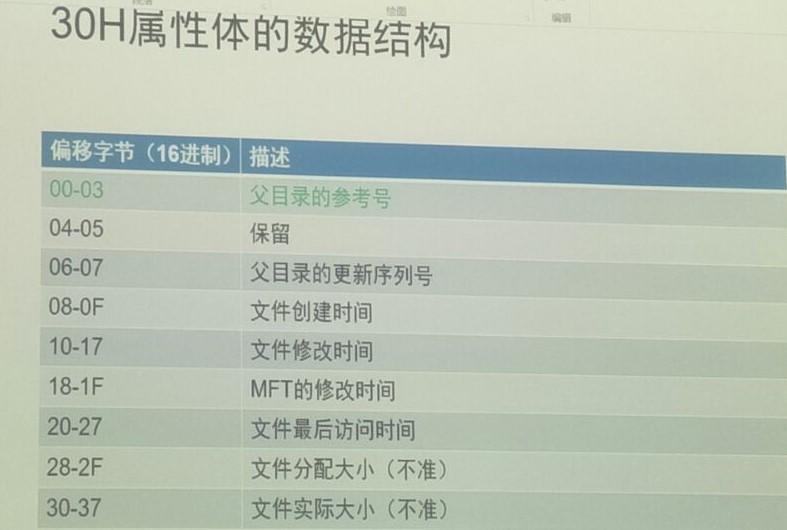 绘图
编辑
30H属性体的数据结构
偏移字节（16进制） 描述
00-03 父目录的参考号
04-05 保留
06-07 父目录的更新序列号
08-0F 文件创建时间
10-17 文件修改时间
18-1F MFT的修改时间
20-27 文件最后访问时间
28-2F 文件分配大小（不准）
30-37 文件实际大小（不准）